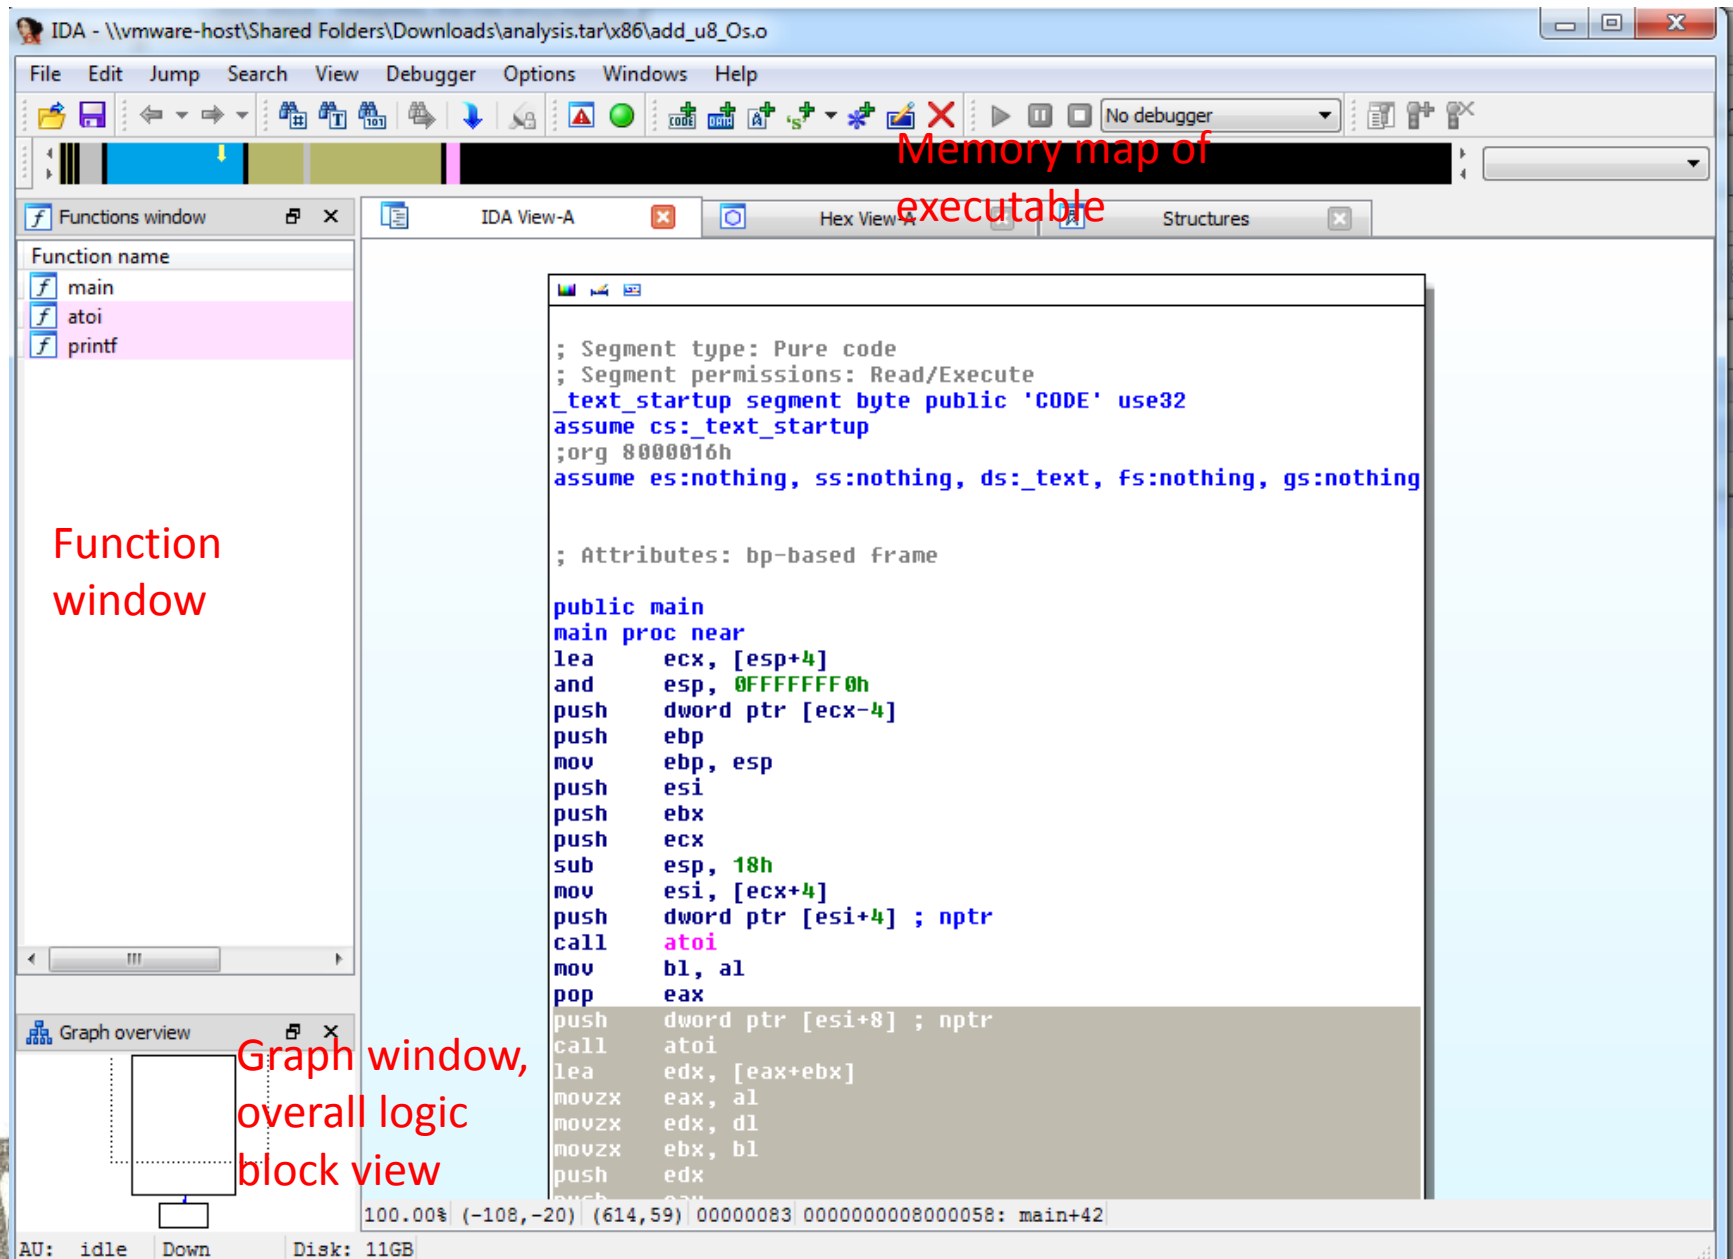 IDA - \\vmware-host\Shared Folders\Downloads\analysis.tar\x86\add_u8_Os.o
File Edit Jump Search View Debugger Options Windows Help
No debugger
Memory map of
executable
Functions window
IDA View-A
Hex View-A
Structures
Function name
main
atoi
printf
Function
window
; Segment type: Pure code
; Segment permissions: Read/Execute
_text_startup segment byte public 'CODE' use32
assume cs:_text_startup
;org 8000016h
assume es:nothing, ss:nothing, ds:_text, fs:nothing, gs:nothing
; Attributes: bp-based frame
public main
main proc near
lea ecx, [esp+4]
and esp, 0FFFFFFF0h
push dword ptr [ecx-4]
push ebp
mov ebp, esp
push esi
push ebx
push ecx
sub esp, 18h
mov esi, [ecx+4]
push dword ptr [esi+4] ; nptr
call atoi
mov bl, al
pop eax
push dword ptr [esi+8] ; nptr
call atoi
lea edx, [eax+ebx]
movzx eax, al
movzx edx, dl
movzx ebx, bl
push edx
push eax
Graph overview
Graph window,
overall logic
block view
100.00% (-108,-20) (614,59) 00000083 0000000008000058: main+42
AU: idle Down Disk: 11GB